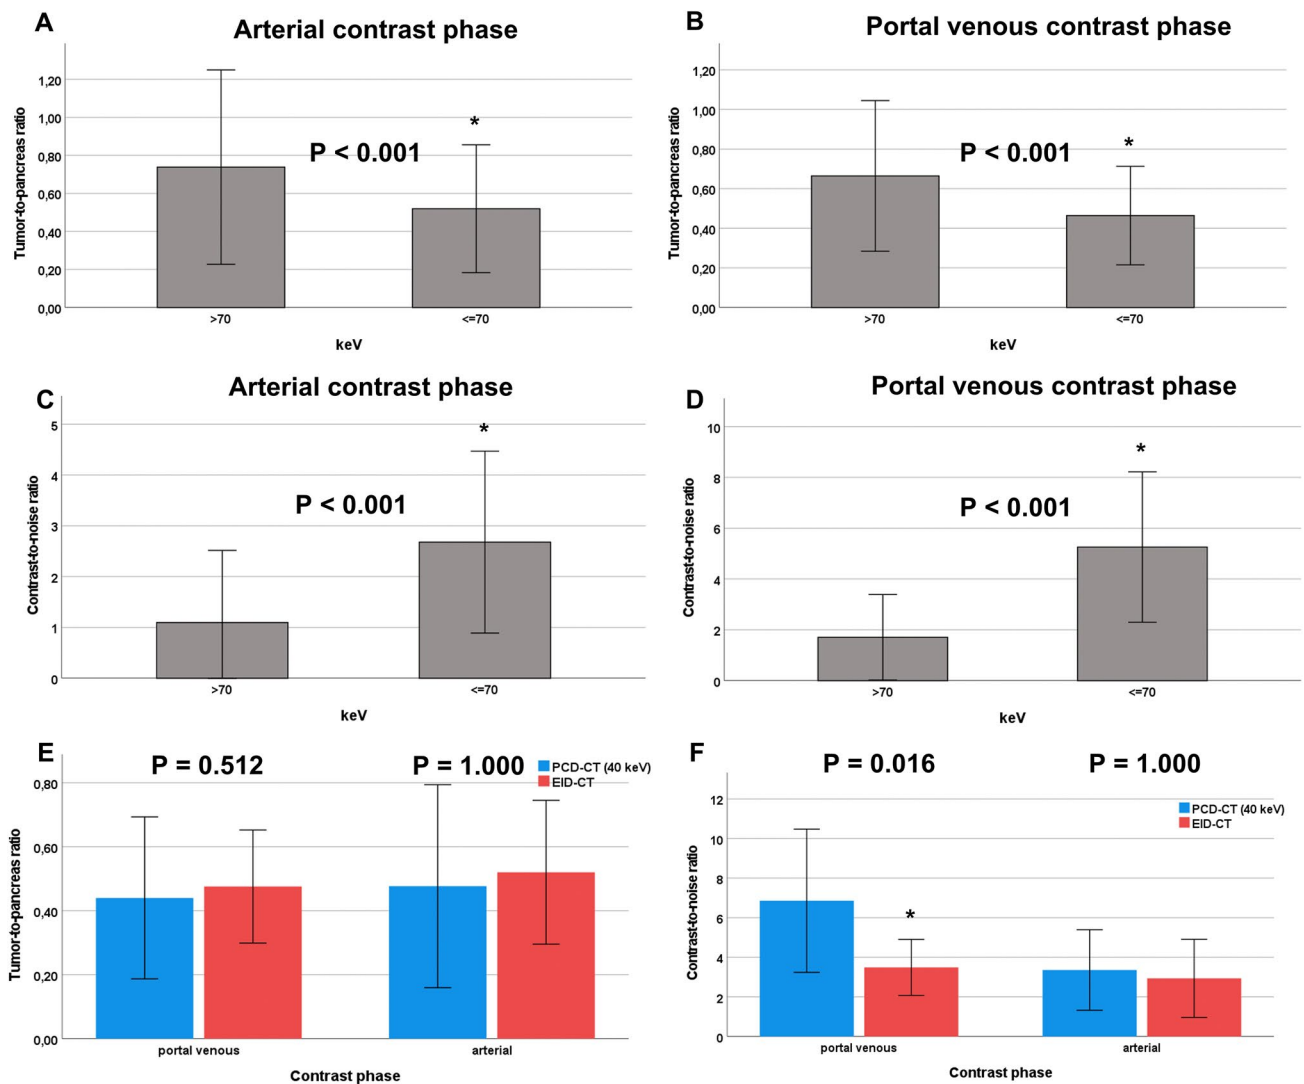 A
Arterial contrast phase
Tumor-to-pancreas ratio
1,20
1,00
0,80
0,60
0,40
0,20
0,00
*
P < 0.001
>70
<=70
keV
B
Portal venous contrast phase
Tumor-to-pancreas ratio
1,20
1,00
0,80
0,60
0,40
0,20
0,00
*
P < 0.001
>70
<=70
keV
C
Arterial contrast phase
Contrast-to-noise ratio
5
4
3
2
1
0
*
P < 0.001
>70
<=70
keV
D
Portal venous contrast phase
Contrast-to-noise ratio
10
8
6
4
2
0
*
P < 0.001
>70
<=70
keV
E
P = 0.512
P = 1.000
PCD-CT (40 keV)
EID-CT
Tumor-to-pancreas ratio
0,80
0,60
0,40
0,20
0,00
portal venous
arterial
Contrast phase
F
P = 0.016
P = 1.000
PCD-CT (40 keV)
EID-CT
Contrast-to-noise ratio
12
10
8
6
4
2
0
*
portal venous
arterial
Contrast phase